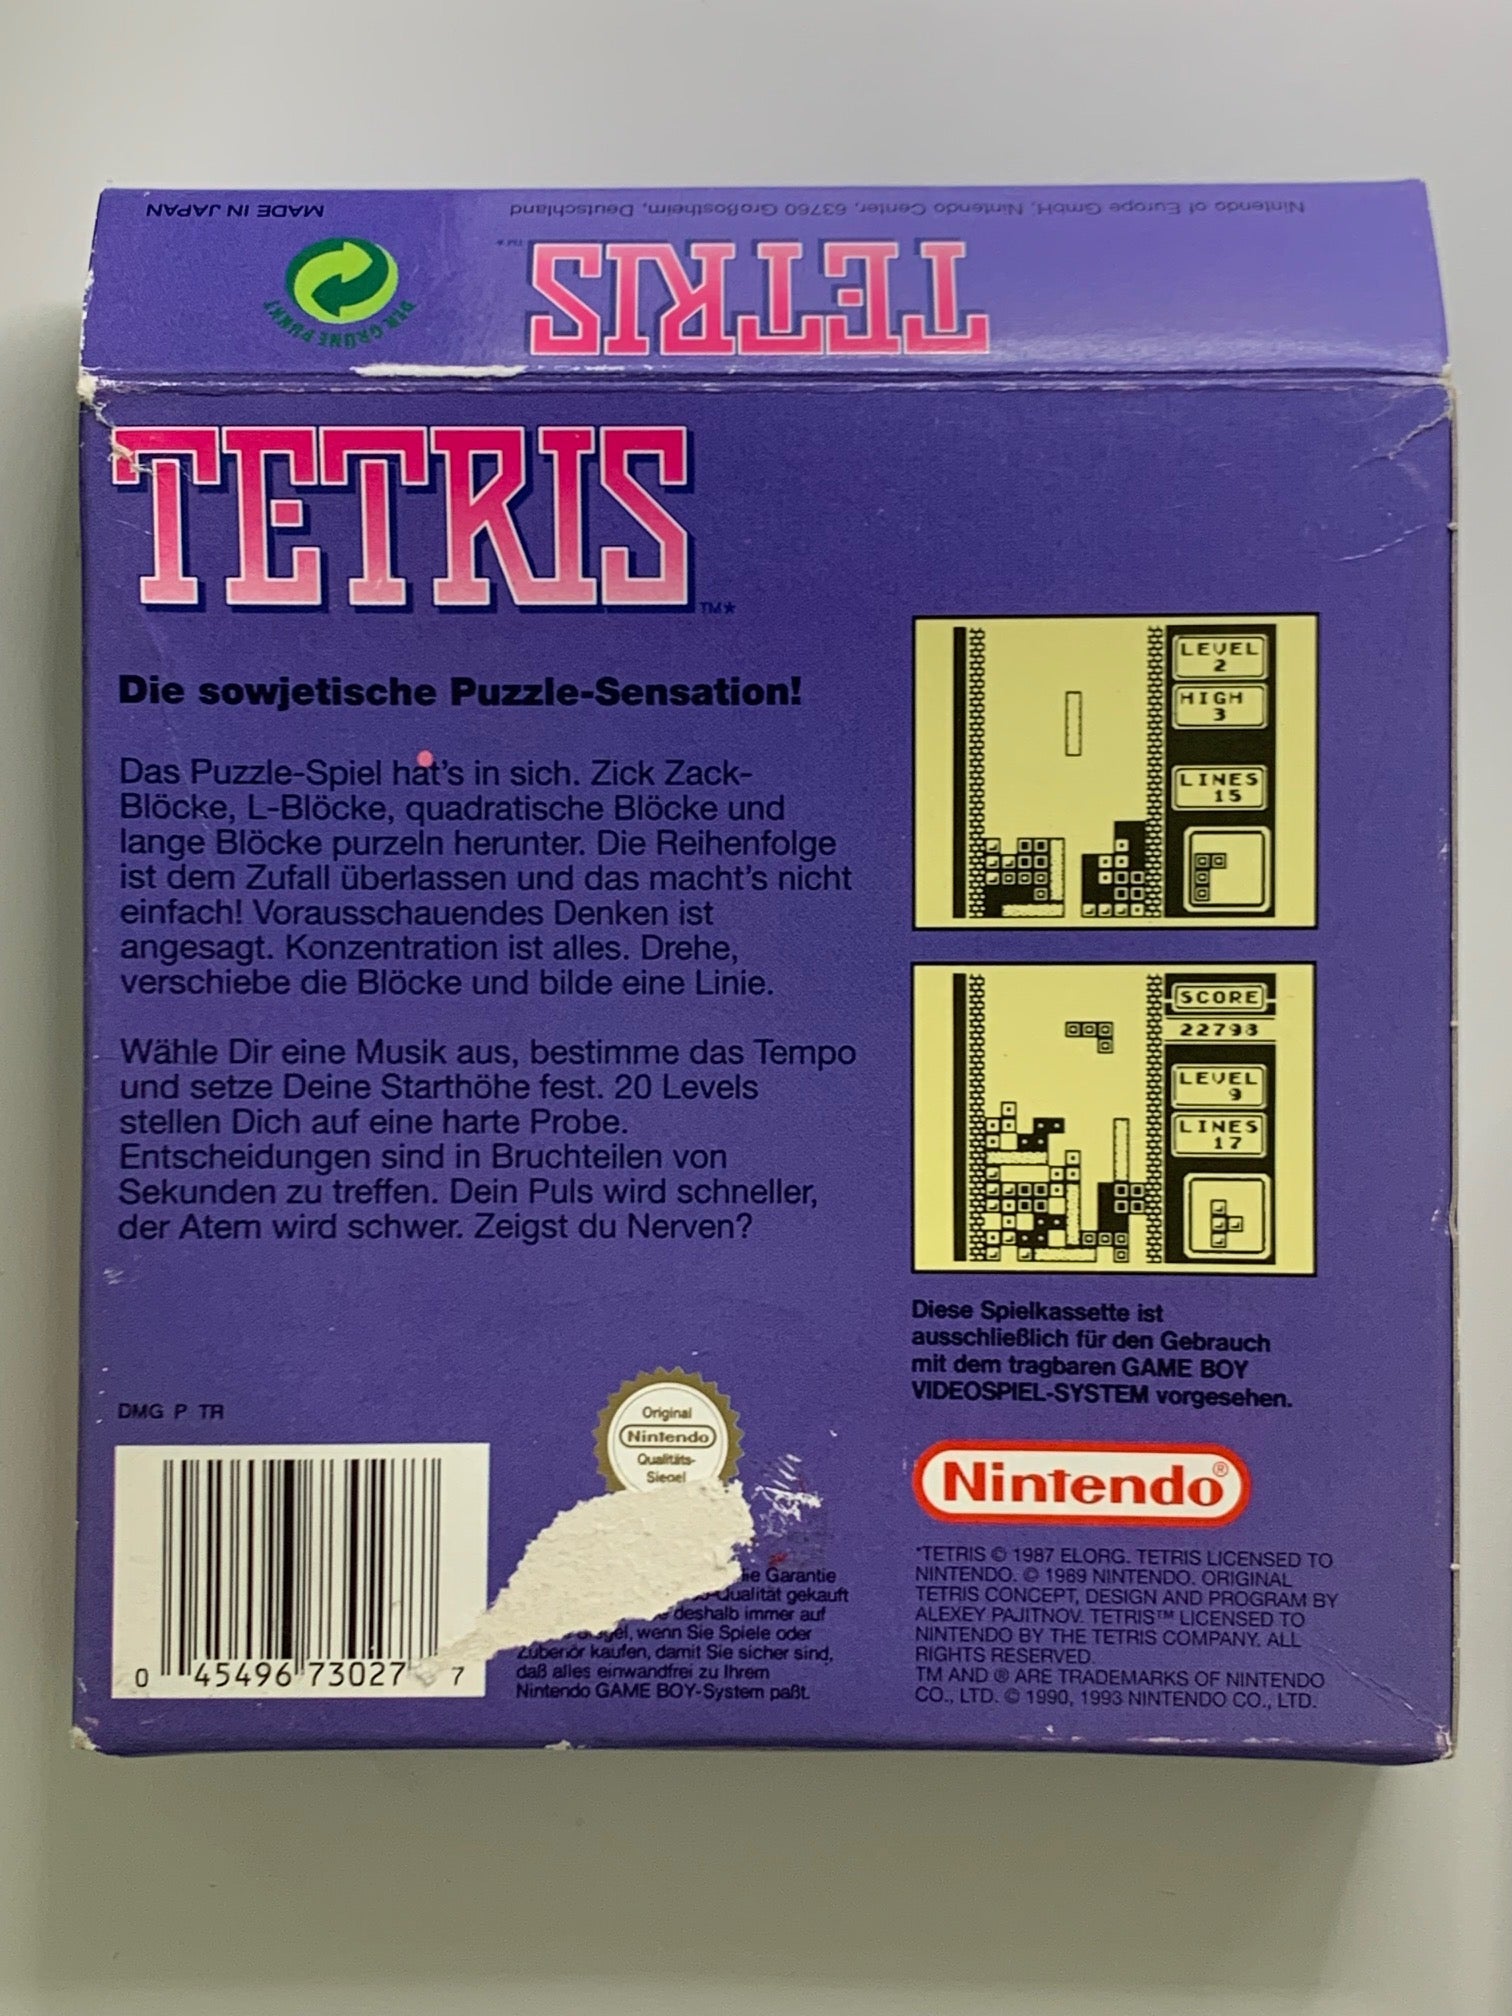 Nintendo of Europe GmbH, Nintendo Center, 63760 Großostheim, Deutschland
MADE IN JAPAN
TETRIS
DER GRÜNE PUNKT
TETRIS™*
Die sowjetische Puzzle-Sensation!
Das Puzzle-Spiel hat's in sich. Zick Zack-
Blöcke, L-Blöcke, quadratische Blöcke und
lange Blöcke purzeln herunter. Die Reihenfolge
ist dem Zufall überlassen und das macht's nicht
einfach! Vorausschauendes Denken ist
angesagt. Konzentration ist alles. Drehe,
verschiebe die Blöcke und bilde eine Linie.
Wähle Dir eine Musik aus, bestimme das Tempo
und setze Deine Starthöhe fest. 20 Levels
stellen Dich auf eine harte Probe.
Entscheidungen sind in Bruchteilen von
Sekunden zu treffen. Dein Puls wird schneller,
der Atem wird schwer. Zeigst du Nerven?
LEVEL
2
HIGH
3
LINES
15
SCORE
22798
LEVEL
9
LINES
17
Diese Spielkassette ist
ausschließlich für den Gebrauch
mit dem tragbaren GAME BOY
VIDEOSPIEL-SYSTEM vorgesehen.
DMG P TR
0 45496 73027 7
Original
Nintendo
Qualitäts-
Siegel
Garantie
Qualität gekauft
deshalb immer auf
wenn Sie Spiele oder
Zubehör kaufen, damit Sie sicher sind,
daß alles einwandfrei zu Ihrem
Nintendo GAME BOY-System paßt.
Nintendo®
*TETRIS © 1987 ELORG. TETRIS LICENSED TO
NINTENDO. © 1989 NINTENDO. ORIGINAL
TETRIS CONCEPT, DESIGN AND PROGRAM BY
ALEXEY PAJITNOV. TETRIS™ LICENSED TO
NINTENDO BY THE TETRIS COMPANY. ALL
RIGHTS RESERVED.
TM AND ® ARE TRADEMARKS OF NINTENDO
CO., LTD. © 1990, 1993 NINTENDO CO., LTD.